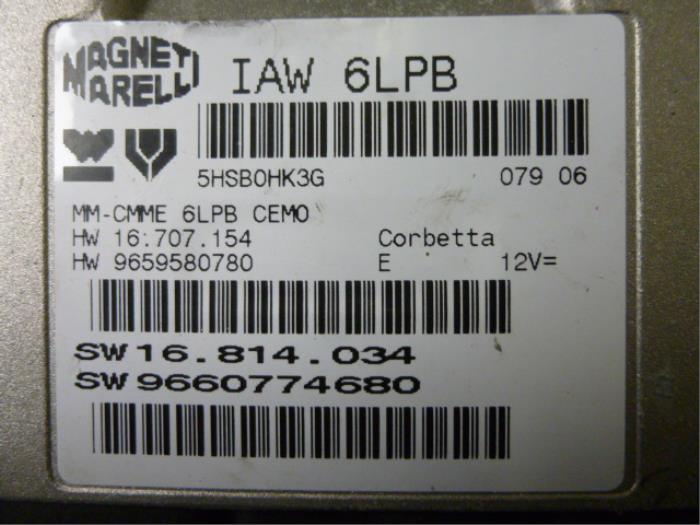 MAGNETI
MARELLI
IAW 6LPB
5HSB0HK3G 079 06
MM-CMME 6LPB CEMO
HW 16.707.154 Corbetta
HW 9659580780 E 12V=
SW 16.814.034
SW 9660774680